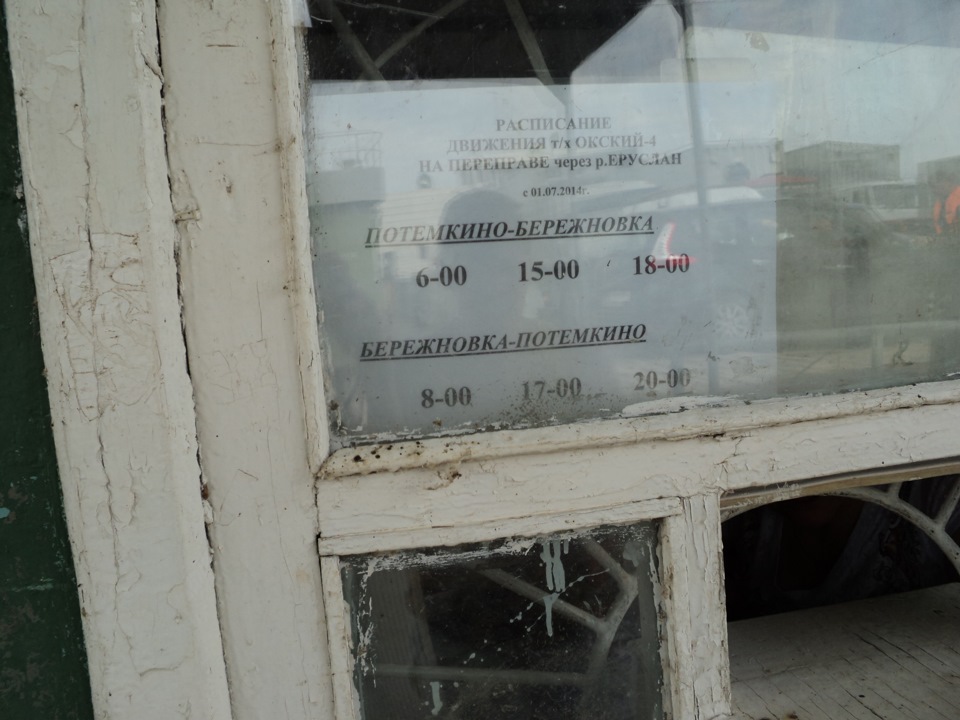 РАСПИСАНИЕ
ДВИЖЕНИЯ т/х ОКСКИЙ-4
НА ПЕРЕПРАВЕ через р.ЕРУСЛАН
с 01.07.2014г.
ПОТЕМКИНО-БЕРЕЖНОВКА
6-00 15-00 18-00
БЕРЕЖНОВКА-ПОТЕМКИНО
8-00 17-00 20-00